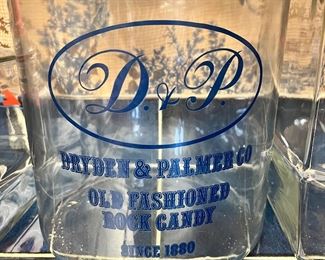 D. & P.
DRYDEN & PALMER CO
OLD FASHIONED
ROCK CANDY
SINCE 1880